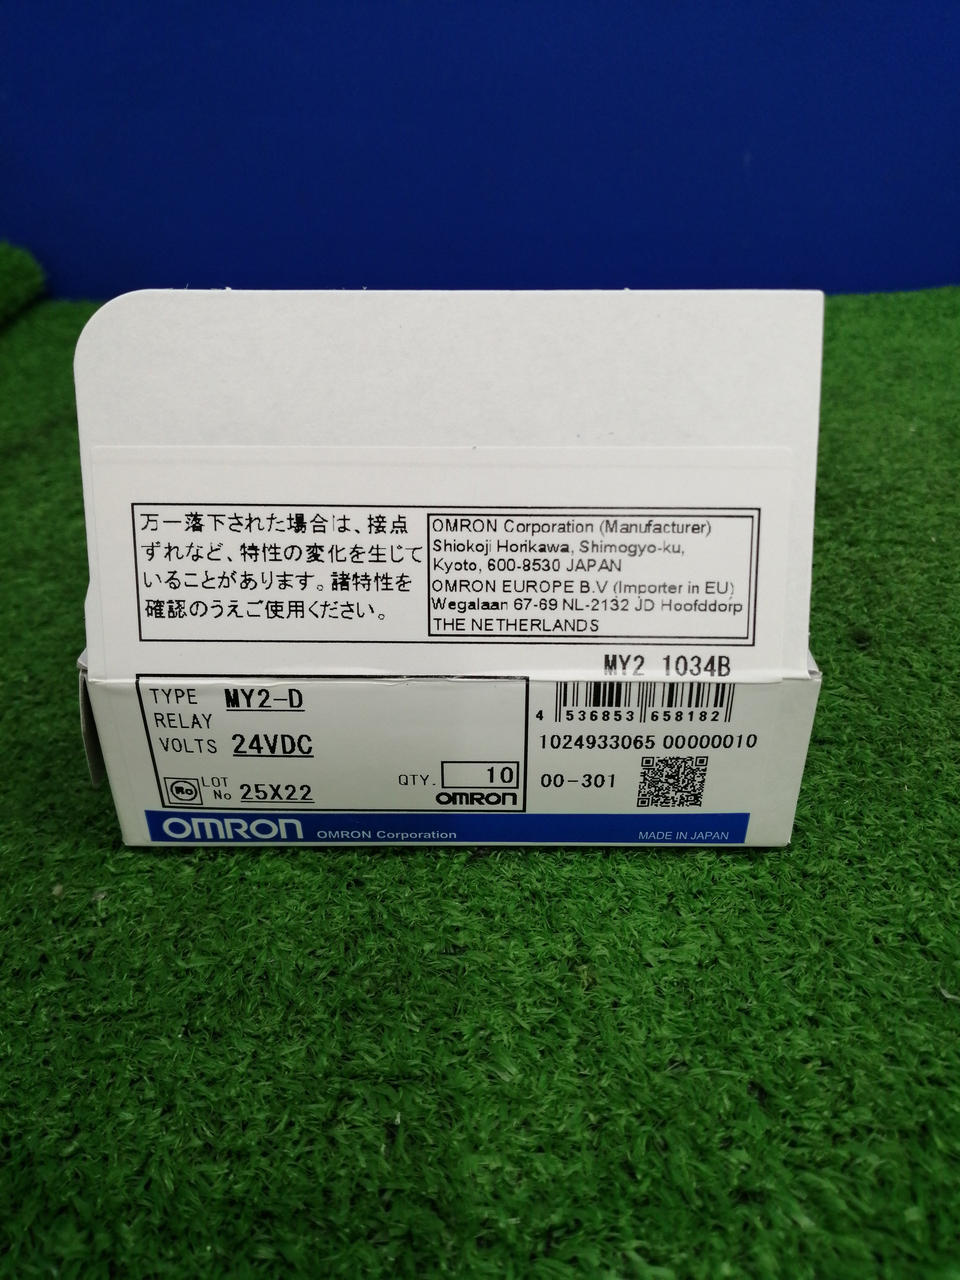 万一落下された場合は、接点
ずれなど、特性の変化を生じて
いることがあります。諸特性を
確認のうえご使用ください。
OMRON Corporation (Manufacturer)
Shiokoji Horikawa, Shimogyo-ku,
Kyoto, 600-8530 JAPAN
OMRON EUROPE B.V (Importer in EU)
Wegalaan 67-69 NL-2132 JD Hoofddorp
THE NETHERLANDS
MY2 1034B
TYPE MY2-D
RELAY
VOLTS 24VDC
LOT No 25X22
QTY. 10
OMRON
4 536853 658182
1024933065 00000010
00-301
OMRON OMRON Corporation MADE IN JAPAN